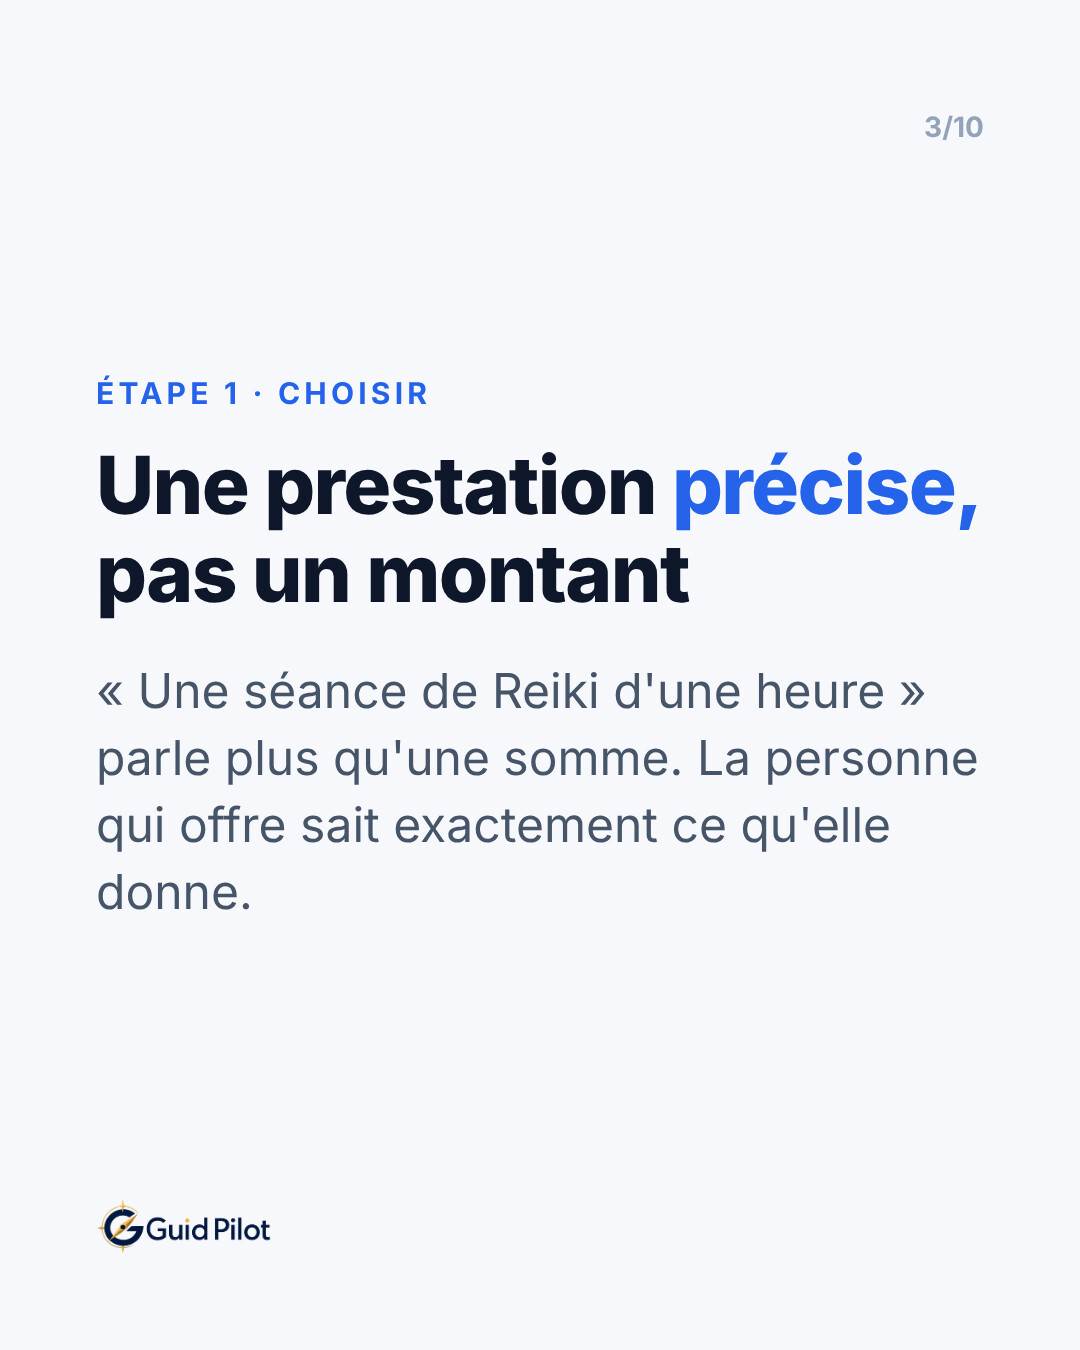 3/10
ÉTAPE 1 · CHOISIR
Une prestation précise,
pas un montant
« Une séance de Reiki d'une heure »
parle plus qu'une somme. La personne
qui offre sait exactement ce qu'elle
donne.
Guid Pilot